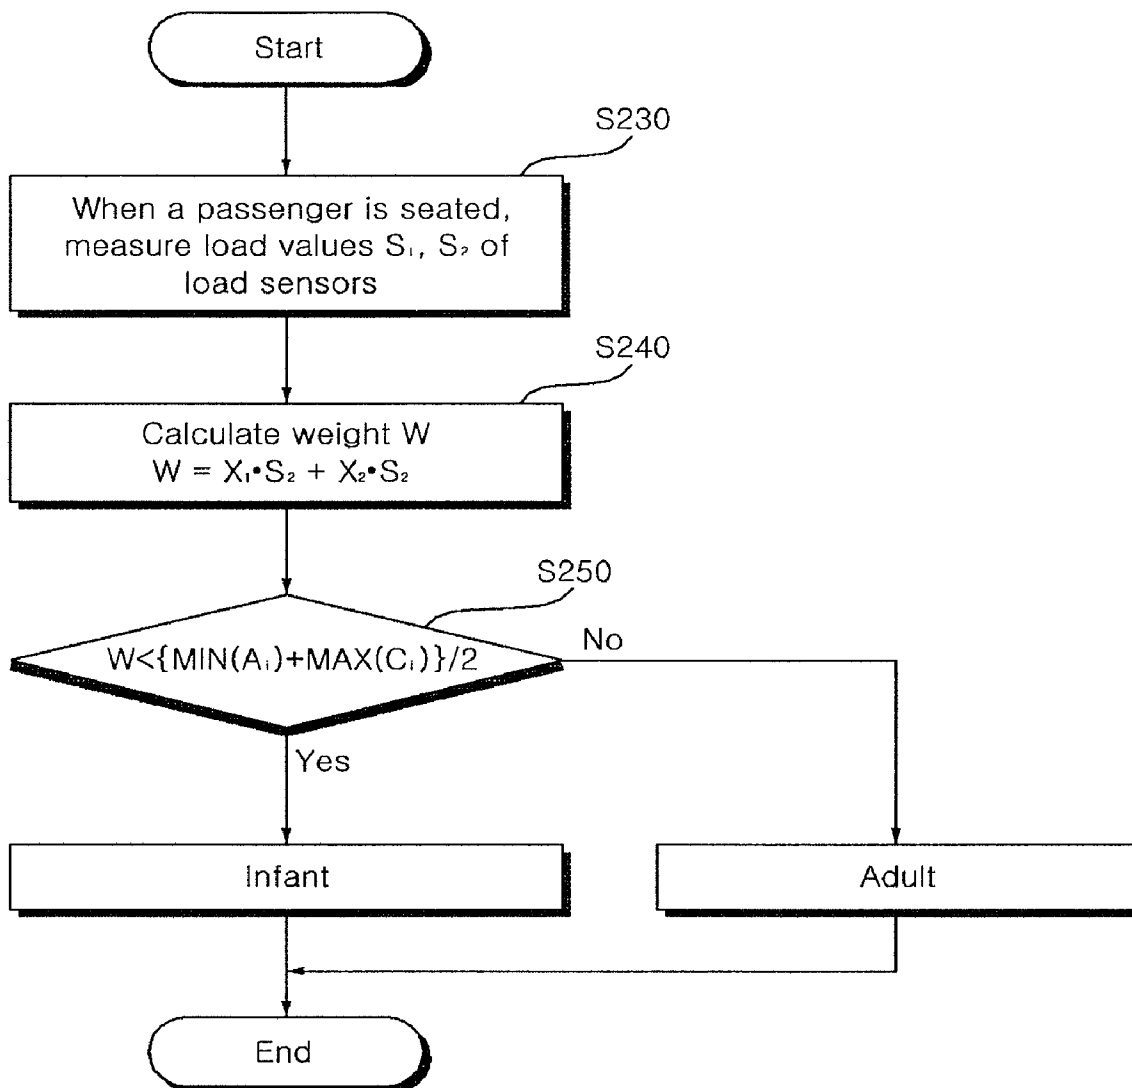 Start
S230
When a passenger is seated,
measure load values S₁, S₂ of
load sensors
S240
Calculate weight W
W = X₁•S₂ + X₂•S₂
S250
W<{MIN(Aᵢ)+MAX(Cᵢ)}/2
No
Yes
Infant
Adult
End